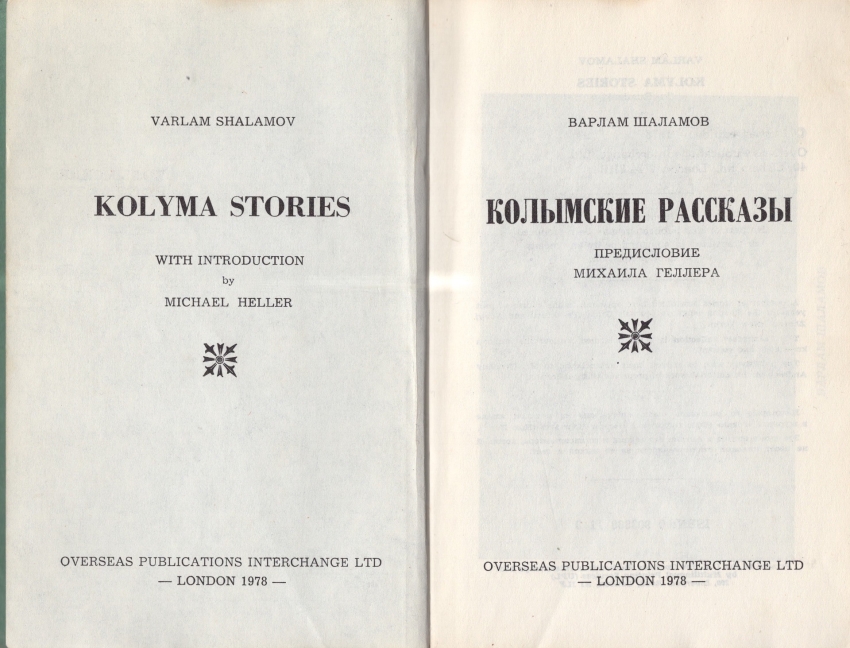 VARLAM SHALAMOV
KOLYMA STORIES
WITH INTRODUCTION
by
MICHAEL HELLER
OVERSEAS PUBLICATIONS INTERCHANGE LTD
— LONDON 1978 —
ВАРЛАМ ШАЛАМОВ
КОЛЫМСКИЕ РАССКАЗЫ
ПРЕДИСЛОВИЕ
МИХАИЛА ГЕЛЛЕРА
OVERSEAS PUBLICATIONS INTERCHANGE LTD
— LONDON 1978 —